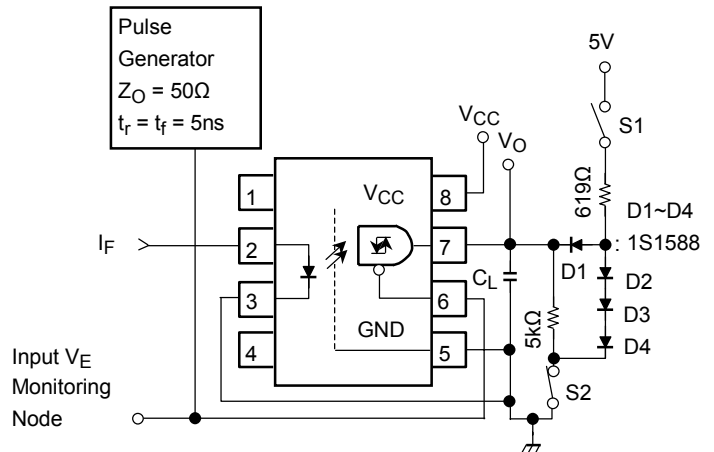 Pulse
Generator
ZO = 50Ω
tr = tf = 5ns
5V
S1
VCC
VO
619Ω
D1~D4
: 1S1588
1
2
3
4
VCC
GND
8
7
6
5
IF
CL
D1
D2
D3
D4
5kΩ
S2
Input VE
Monitoring
Node